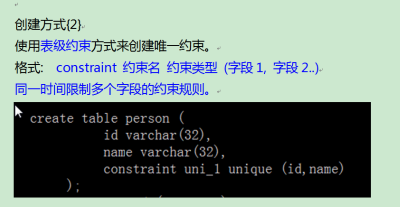 创建方式{2}
使用表级约束方式来创建唯一约束。
格式: constraint 约束名 约束类型 (字段 1, 字段 2..)
同一时间限制多个字段的约束规则。
create table person (
id varchar(32),
name varchar(32),
constraint uni_1 unique (id,name)
);